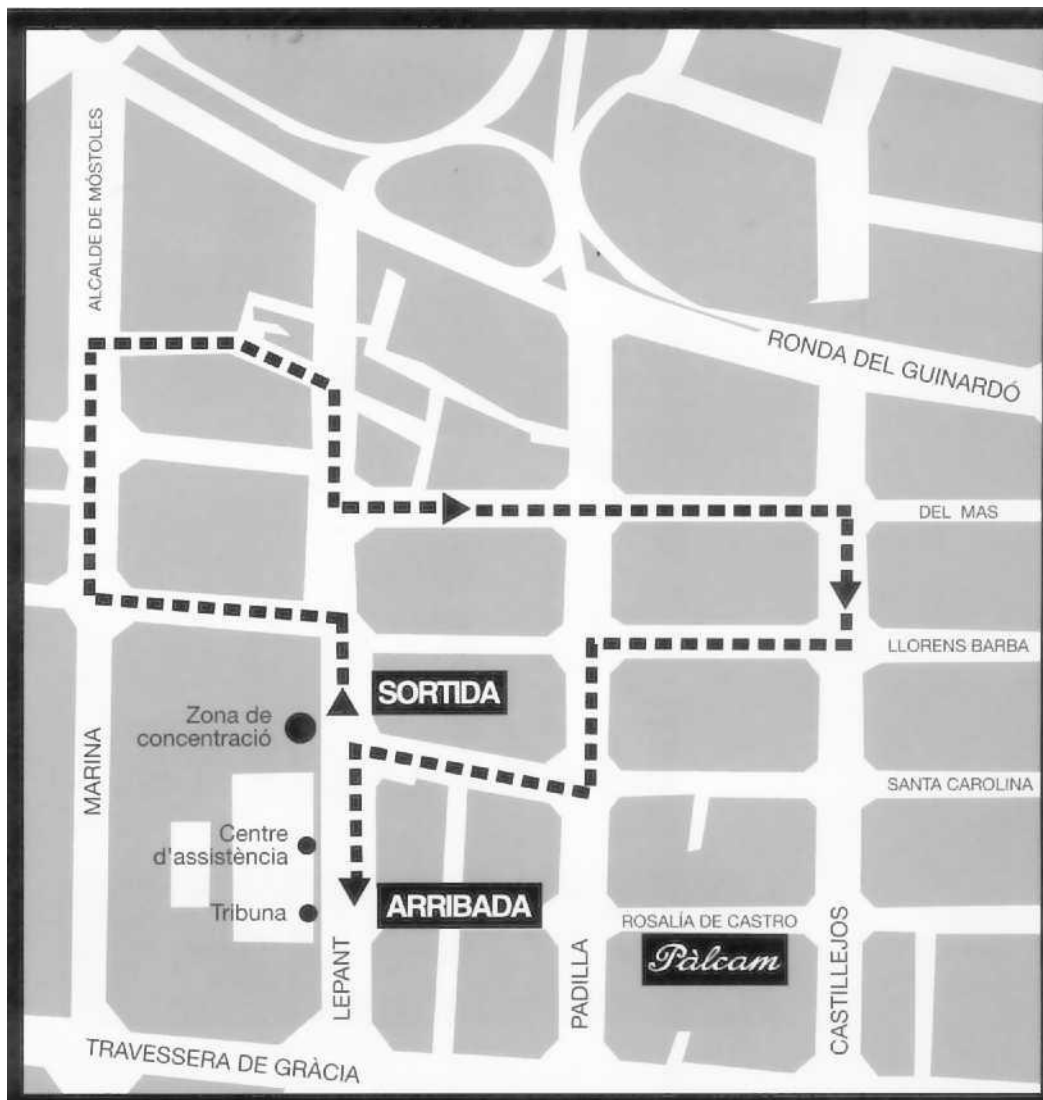 ALCALDE DE MÓSTOLES
RONDA DEL GUINARDÓ
DEL MAS
LLORENS BARBA
SORTIDA
Zona de
concentració
MARINA
SANTA CAROLINA
Centre
d'assistència
Tribuna
ARRIBADA
ROSALÍA DE CASTRO
Pàlcam
LEPANT
PADILLA
CASTILLEJOS
TRAVESSERA DE GRÀCIA